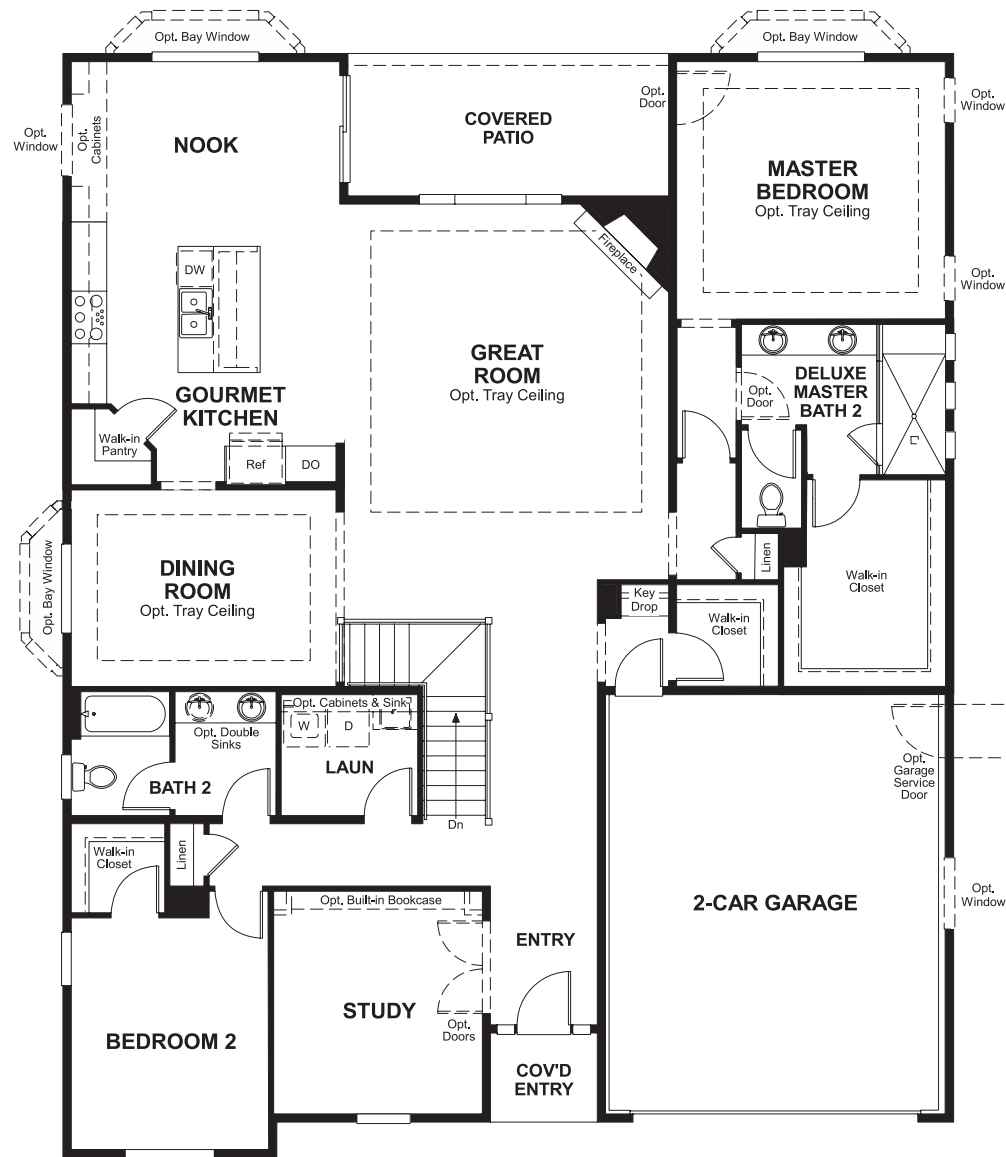 Opt. Bay Window
Opt. Bay Window
Opt.
Window
Opt.
Cabinets
NOOK
COVERED
PATIO
Opt.
Door
Opt.
Window
MASTER
BEDROOM
Opt. Tray Ceiling
Fireplace
Opt.
Window
DW
GREAT
ROOM
Opt. Tray Ceiling
GOURMET
KITCHEN
DELUXE
MASTER
BATH 2
Opt.
Door
Walk-in
Pantry
Ref
DO
Opt. Bay Window
DINING
ROOM
Opt. Tray Ceiling
Linen
Walk-in
Closet
Key
Drop
Walk-in
Closet
Opt. Cabinets & Sink
W
D
Opt. Double
Sinks
LAUN
BATH 2
Opt.
Garage
Service
Door
Dn
Walk-in
Closet
Linen
Opt. Built-in Bookcase
2-CAR GARAGE
Opt.
Window
ENTRY
STUDY
Opt.
Doors
BEDROOM 2
COV'D
ENTRY